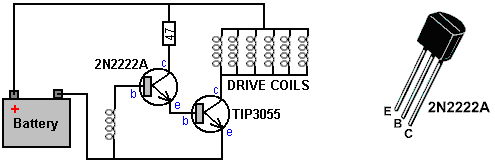 47
2N2222A
c
b
e
DRIVE COILS
c
TIP3055
b
e
+
Battery
E
B
C
2N2222A